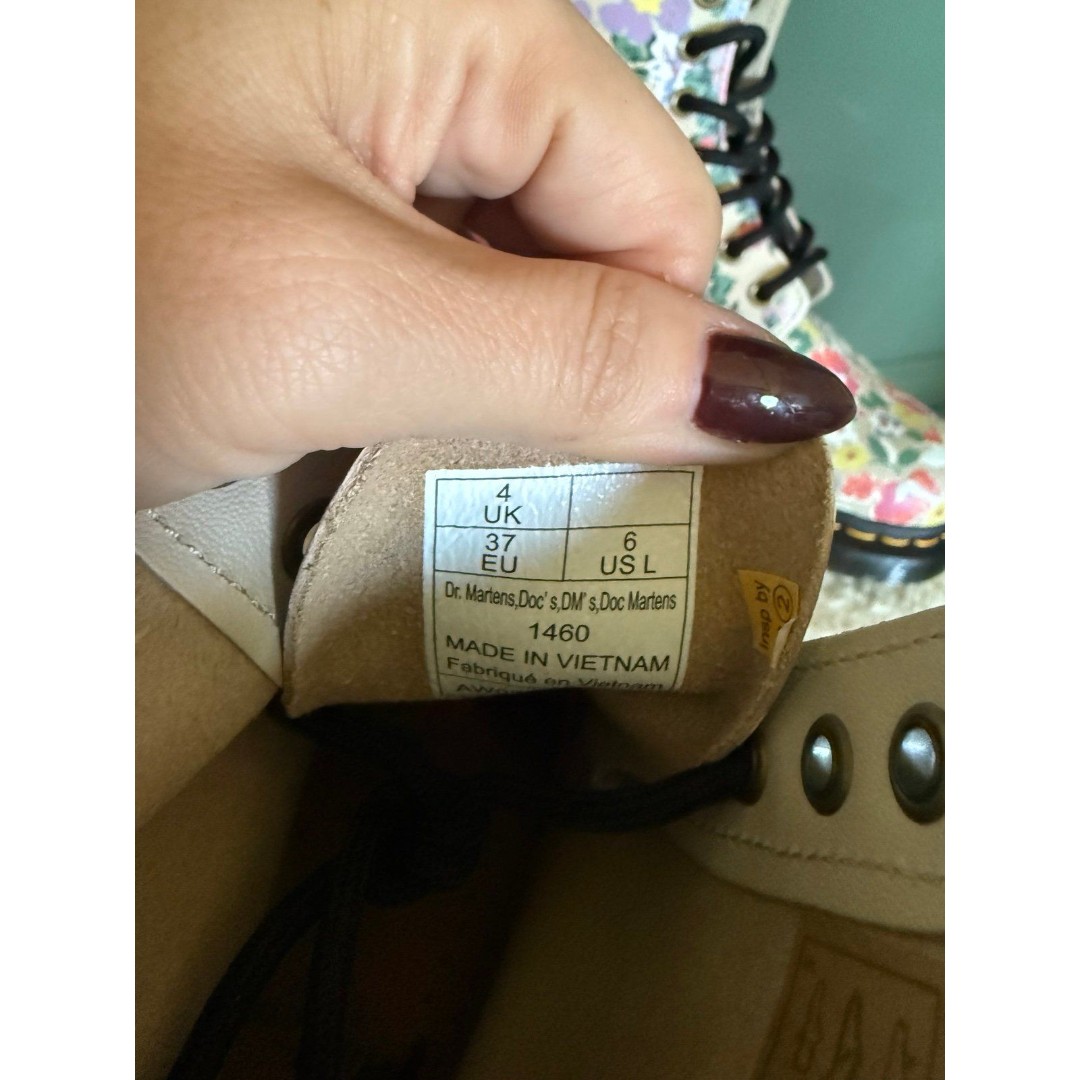 4
UK
37
EU
6
US L
Dr. Martens,Doc's,DM's,Doc Martens
1460
MADE IN VIETNAM
Fabriqué en Vietnam
2